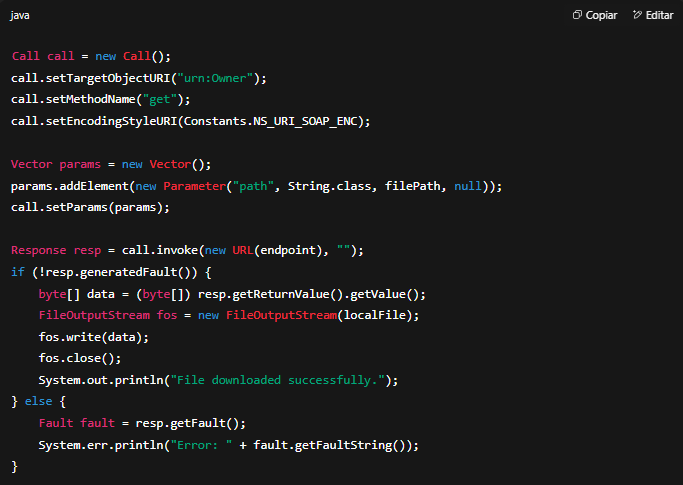 java Copiar Editar
Call call = new Call();
call.setTargetObjectURI("urn:Owner");
call.setMethodName("get");
call.setEncodingStyleURI(Constants.NS_URI_SOAP_ENC);
Vector params = new Vector();
params.addElement(new Parameter("path", String.class, filePath, null));
call.setParams(params);
Response resp = call.invoke(new URL(endpoint), "");
if (!resp.generatedFault()) {
    byte[] data = (byte[]) resp.getReturnValue().getValue();
    FileOutputStream fos = new FileOutputStream(localFile);
    fos.write(data);
    fos.close();
    System.out.println("File downloaded successfully.");
} else {
    Fault fault = resp.getFault();
    System.err.println("Error: " + fault.getFaultString());
}